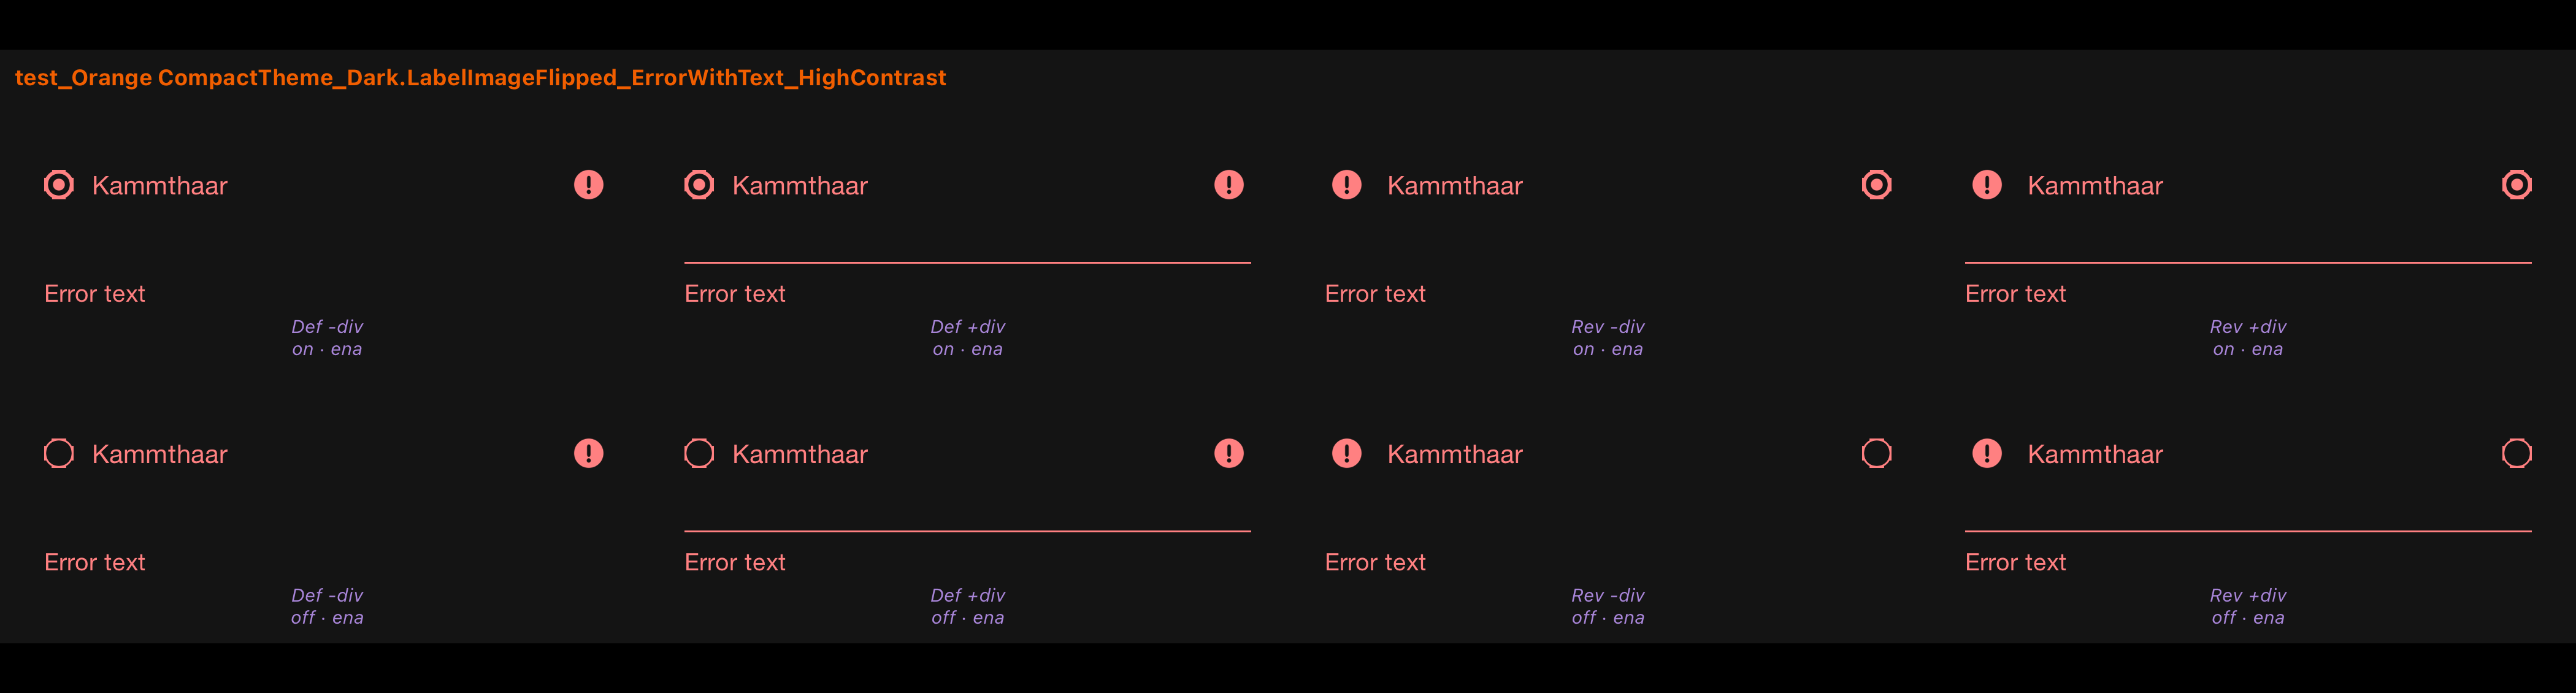 test_Orange CompactTheme_Dark.LabelImageFlipped_ErrorWithText_HighContrast
Kammthaar
Kammthaar
Kammthaar
Kammthaar
Error text
Error text
Error text
Error text
Def -div
on · ena
Def +div
on · ena
Rev -div
on · ena
Rev +div
on · ena
Kammthaar
Kammthaar
Kammthaar
Kammthaar
Error text
Error text
Error text
Error text
Def -div
off · ena
Def +div
off · ena
Rev -div
off · ena
Rev +div
off · ena